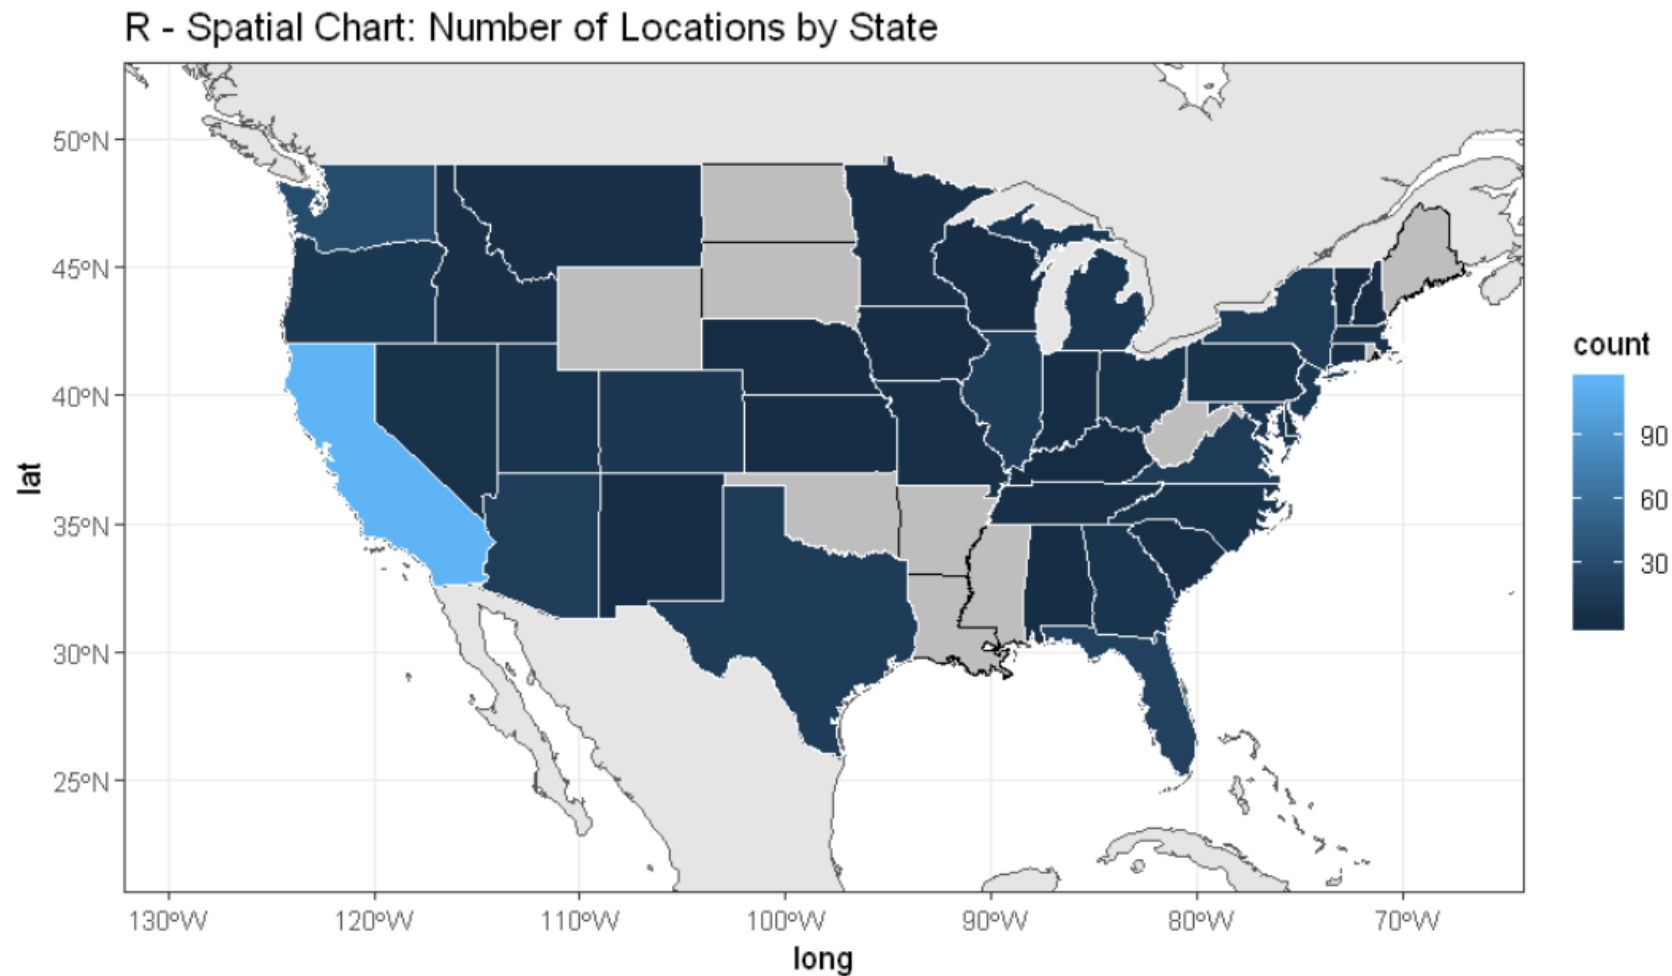 R - Spatial Chart: Number of Locations by State
50°N
45°N
40°N
35°N
30°N
25°N
lat
130°W 120°W 110°W 100°W 90°W 80°W 70°W
long
count
90
60
30